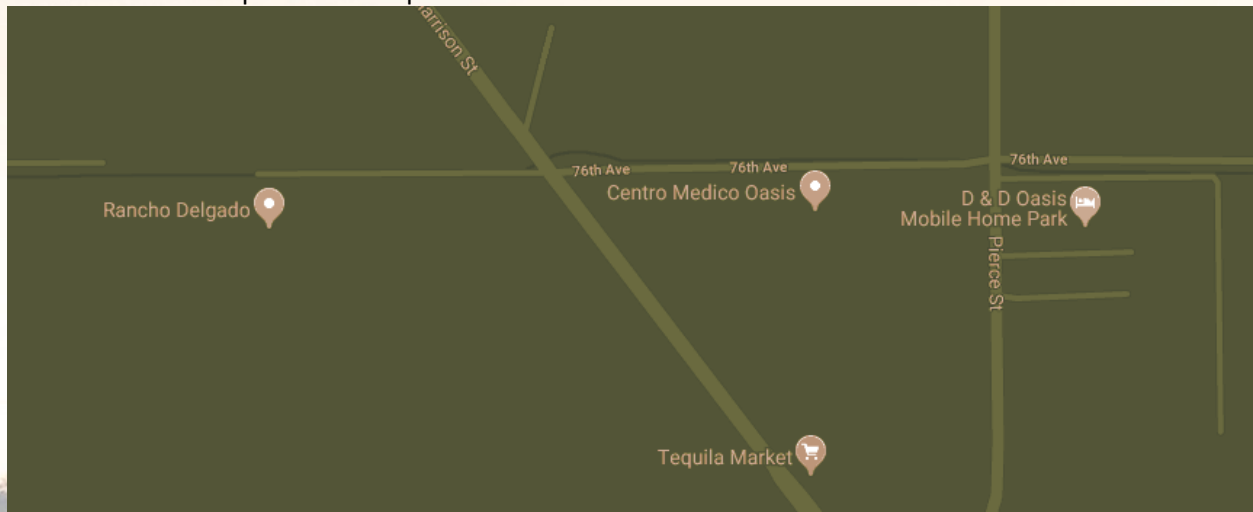 arrison St
76th Ave
76th Ave
76th Ave
Centro Medico Oasis
D & D Oasis
Mobile Home Park
Rancho Delgado
Pierce St
Tequila Market